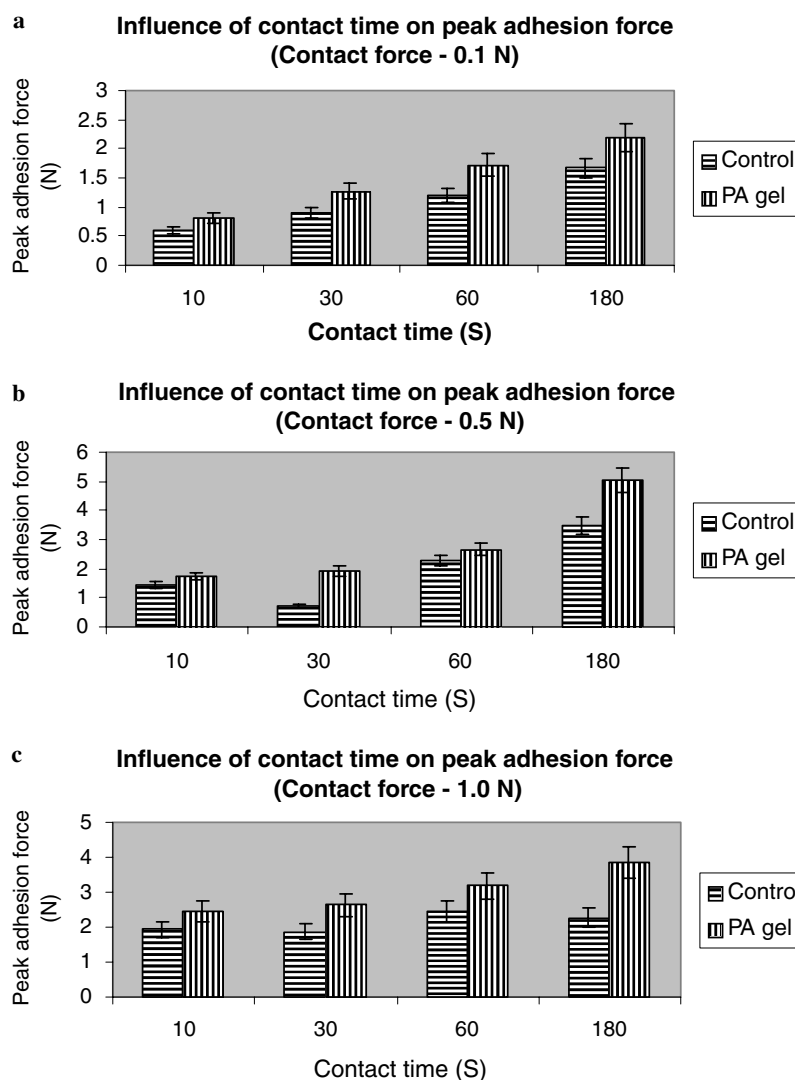 a
Influence of contact time on peak adhesion force
(Contact force - 0.1 N)
Peak adhesion force
(N)
3
2.5
2
1.5
1
0.5
0
10 30 60 180
Contact time (S)
Control
PA gel
b
Influence of contact time on peak adhesion force
(Contact force - 0.5 N)
Peak adhesion force
(N)
6
5
4
3
2
1
0
10 30 60 180
Contact time (S)
Control
PA gel
c
Influence of contact time on peak adhesion force
(Contact force - 1.0 N)
Peak adhesion force
(N)
5
4
3
2
1
0
10 30 60 180
Contact time (S)
Control
PA gel